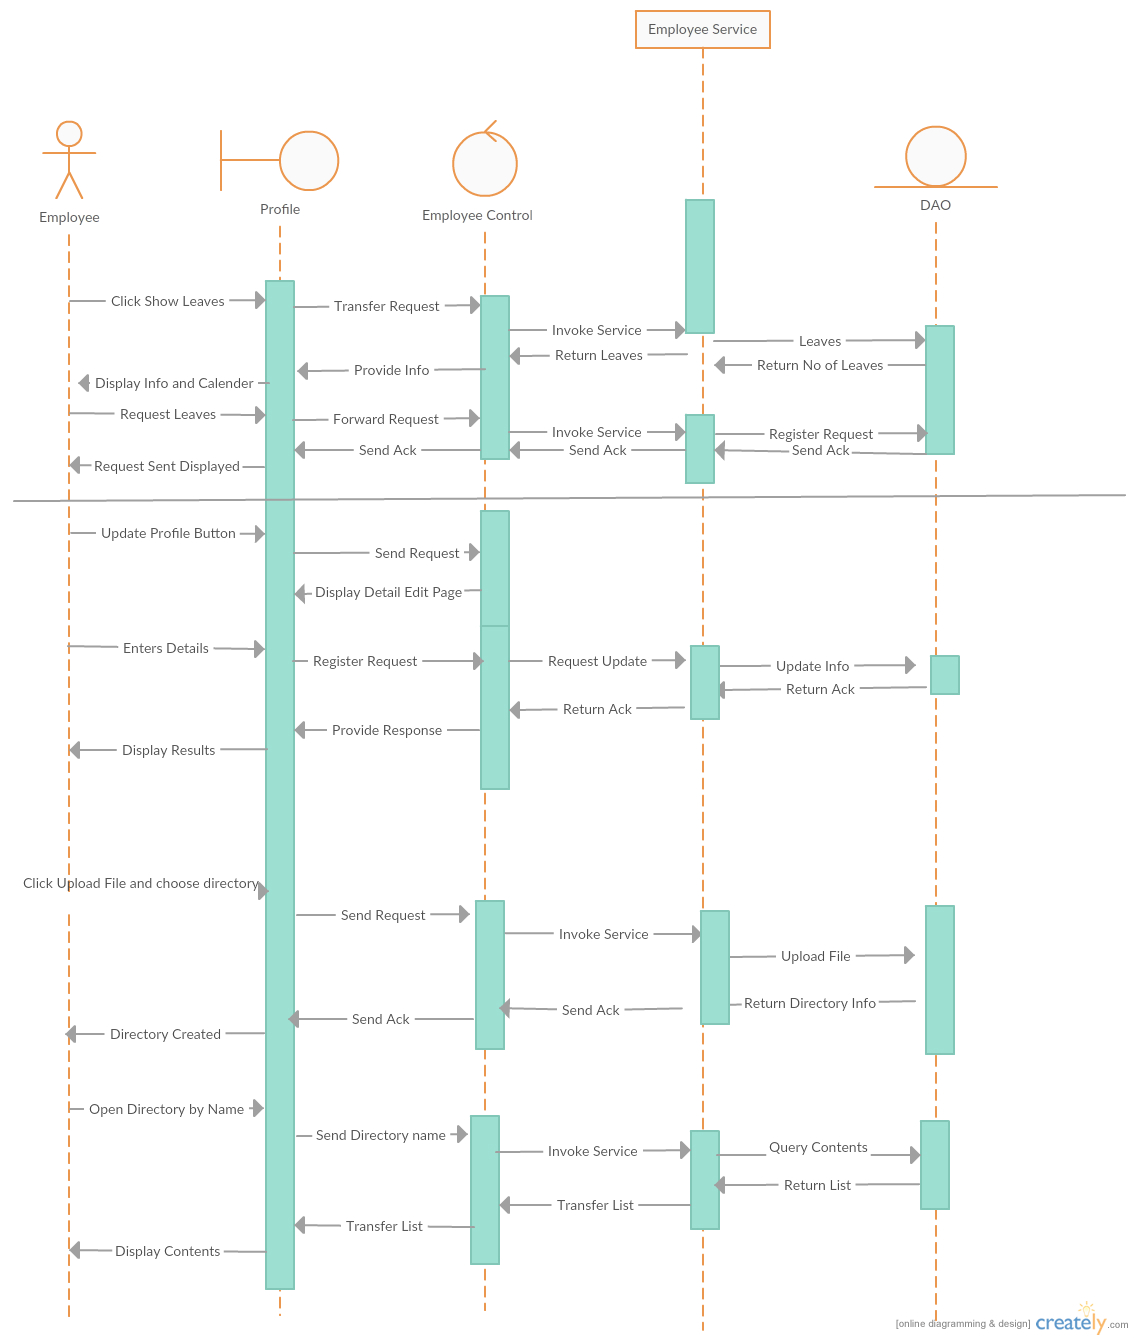 Employee Service
Employee
Profile
Employee Control
DAO
Click Show Leaves
Transfer Request
Invoke Service
Leaves
Return Leaves
Return No of Leaves
Provide Info
Display Info and Calender
Request Leaves
Forward Request
Invoke Service
Register Request
Send Ack
Send Ack
Send Ack
Request Sent Displayed
Update Profile Button
Send Request
Display Detail Edit Page
Enters Details
Register Request
Request Update
Update Info
Return Ack
Return Ack
Provide Response
Display Results
Click Upload File and choose directory
Send Request
Invoke Service
Upload File
Return Directory Info
Send Ack
Send Ack
Directory Created
Open Directory by Name
Send Directory name
Invoke Service
Query Contents
Return List
Transfer List
Transfer List
Display Contents
[online diagramming & design] creately.com